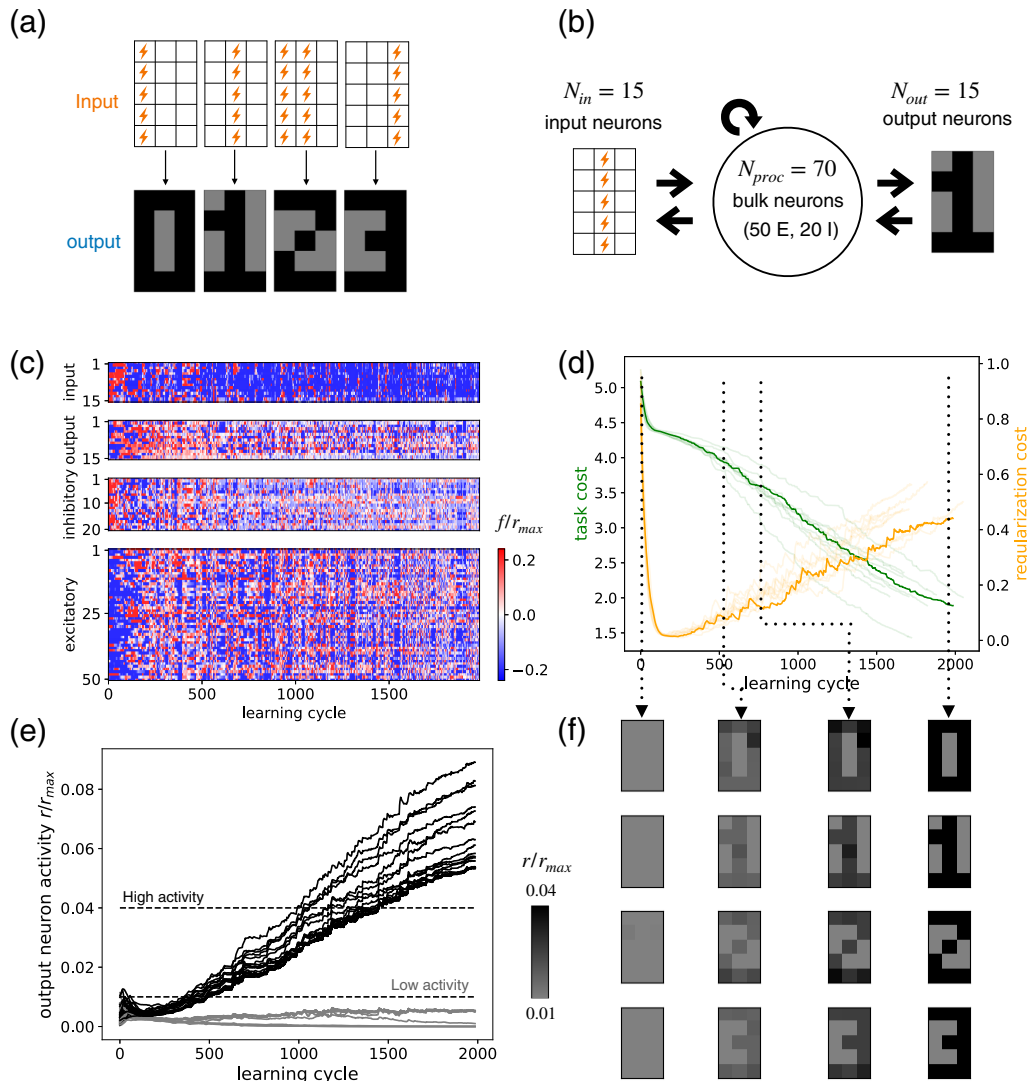 (a)
Input
output
(b)
N_in = 15
input neurons
N_proc = 70
bulk neurons
(50 E, 20 I)
N_out = 15
output neurons
(c)
input
1
15
output
1
15
inhibitory
1
10
20
excitatory
1
25
50
0 500 1000 1500
learning cycle
f/r_max
0.2
0.0
−0.2
(d)
task cost
5.0
4.5
4.0
3.5
3.0
2.5
2.0
1.5
0 500 1000 1500 2000
learning cycle
1.0
0.8
0.6
0.4
0.2
0.0
regularization cost
(e)
output neuron activity r/r_max
0.08
0.06
0.04
0.02
0.00
High activity
Low activity
0 500 1000 1500 2000
learning cycle
(f)
r/r_max
0.04
0.01